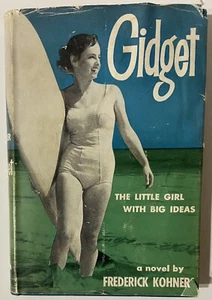 Gidget
THE LITTLE GIRL
WITH BIG IDEAS
a novel by
FREDERICK KOHNER